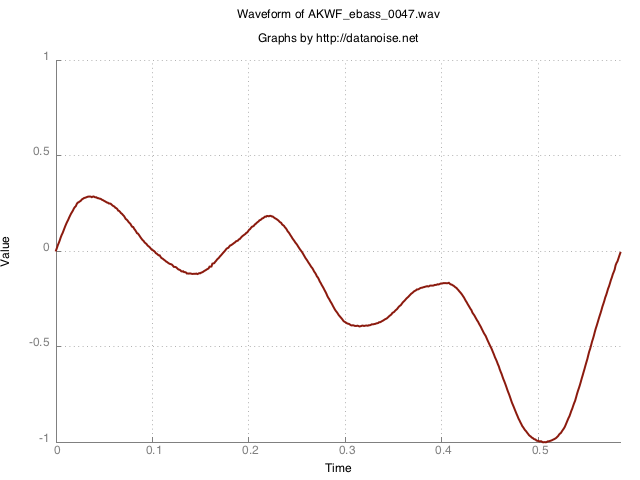 Waveform of AKWF_ebass_0047.wav
Graphs by http://datanoise.net
1
0.5
0
-0.5
-1
Value
0 0.1 0.2 0.3 0.4 0.5
Time